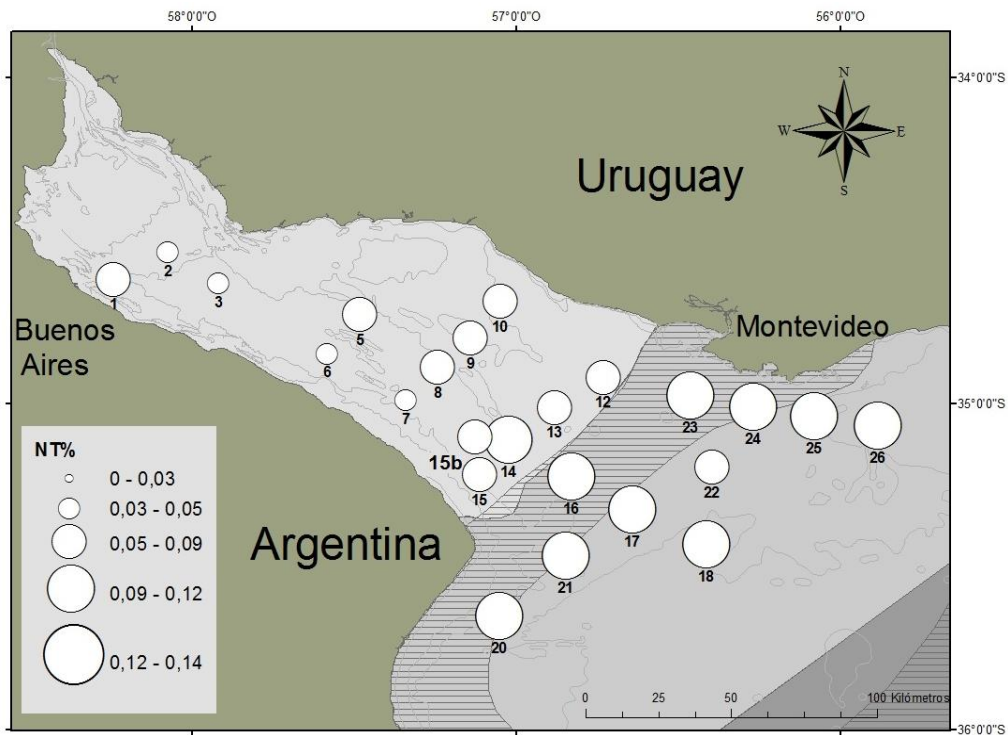 58°0'0"O
57°0'0"O
56°0'0"O
34°0'0"S
N
W
E
S
Uruguay
2
1
3
5
10
Buenos
Aires
Montevideo
6
9
8
7
12
35°0'0"S
13
23
24
25
26
15b
14
15
16
22
17
18
Argentina
21
20
NT%
0 - 0,03
0,03 - 0,05
0,05 - 0,09
0,09 - 0,12
0,12 - 0,14
0 25 50 100 Kilómetros
36°0'0"S